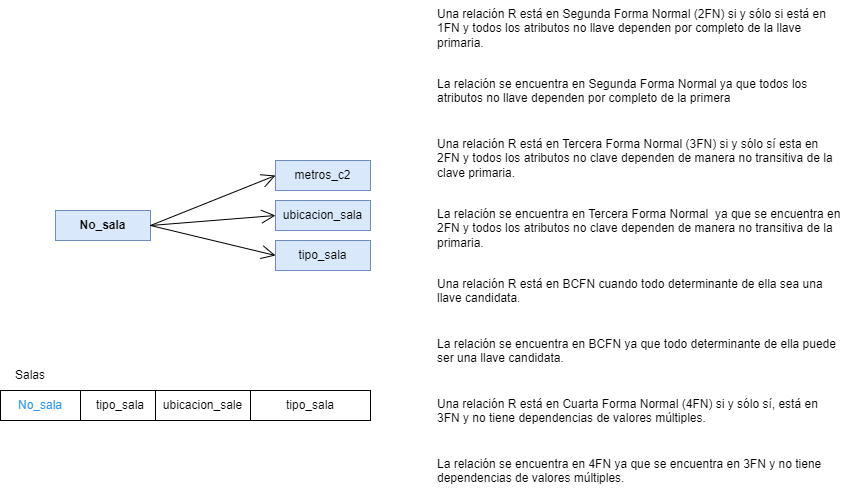 Una relación R está en Segunda Forma Normal (2FN) si y sólo si está en
1FN y todos los atributos no llave dependen por completo de la llave
primaria.
La relación se encuentra en Segunda Forma Normal ya que todos los
atributos no llave dependen por completo de la primera
Una relación R está en Tercera Forma Normal (3FN) si y sólo sí esta en
2FN y todos los atributos no clave dependen de manera no transitiva de la
clave primaria.
La relación se encuentra en Tercera Forma Normal  ya que se encuentra en
2FN y todos los atributos no clave dependen de manera no transitiva de la
primaria.
Una relación R está en BCFN cuando todo determinante de ella sea una
llave candidata.
La relación se encuentra en BCFN ya que todo determinante de ella puede
ser una llave candidata.
Una relación R está en Cuarta Forma Normal (4FN) si y sólo sí, está en
3FN y no tiene dependencias de valores múltiples.
La relación se encuentra en 4FN ya que se encuentra en 3FN y no tiene
dependencias de valores múltiples.
No_sala
metros_c2
ubicacion_sala
tipo_sala
Salas
No_sala tipo_sala ubicacion_sale tipo_sala